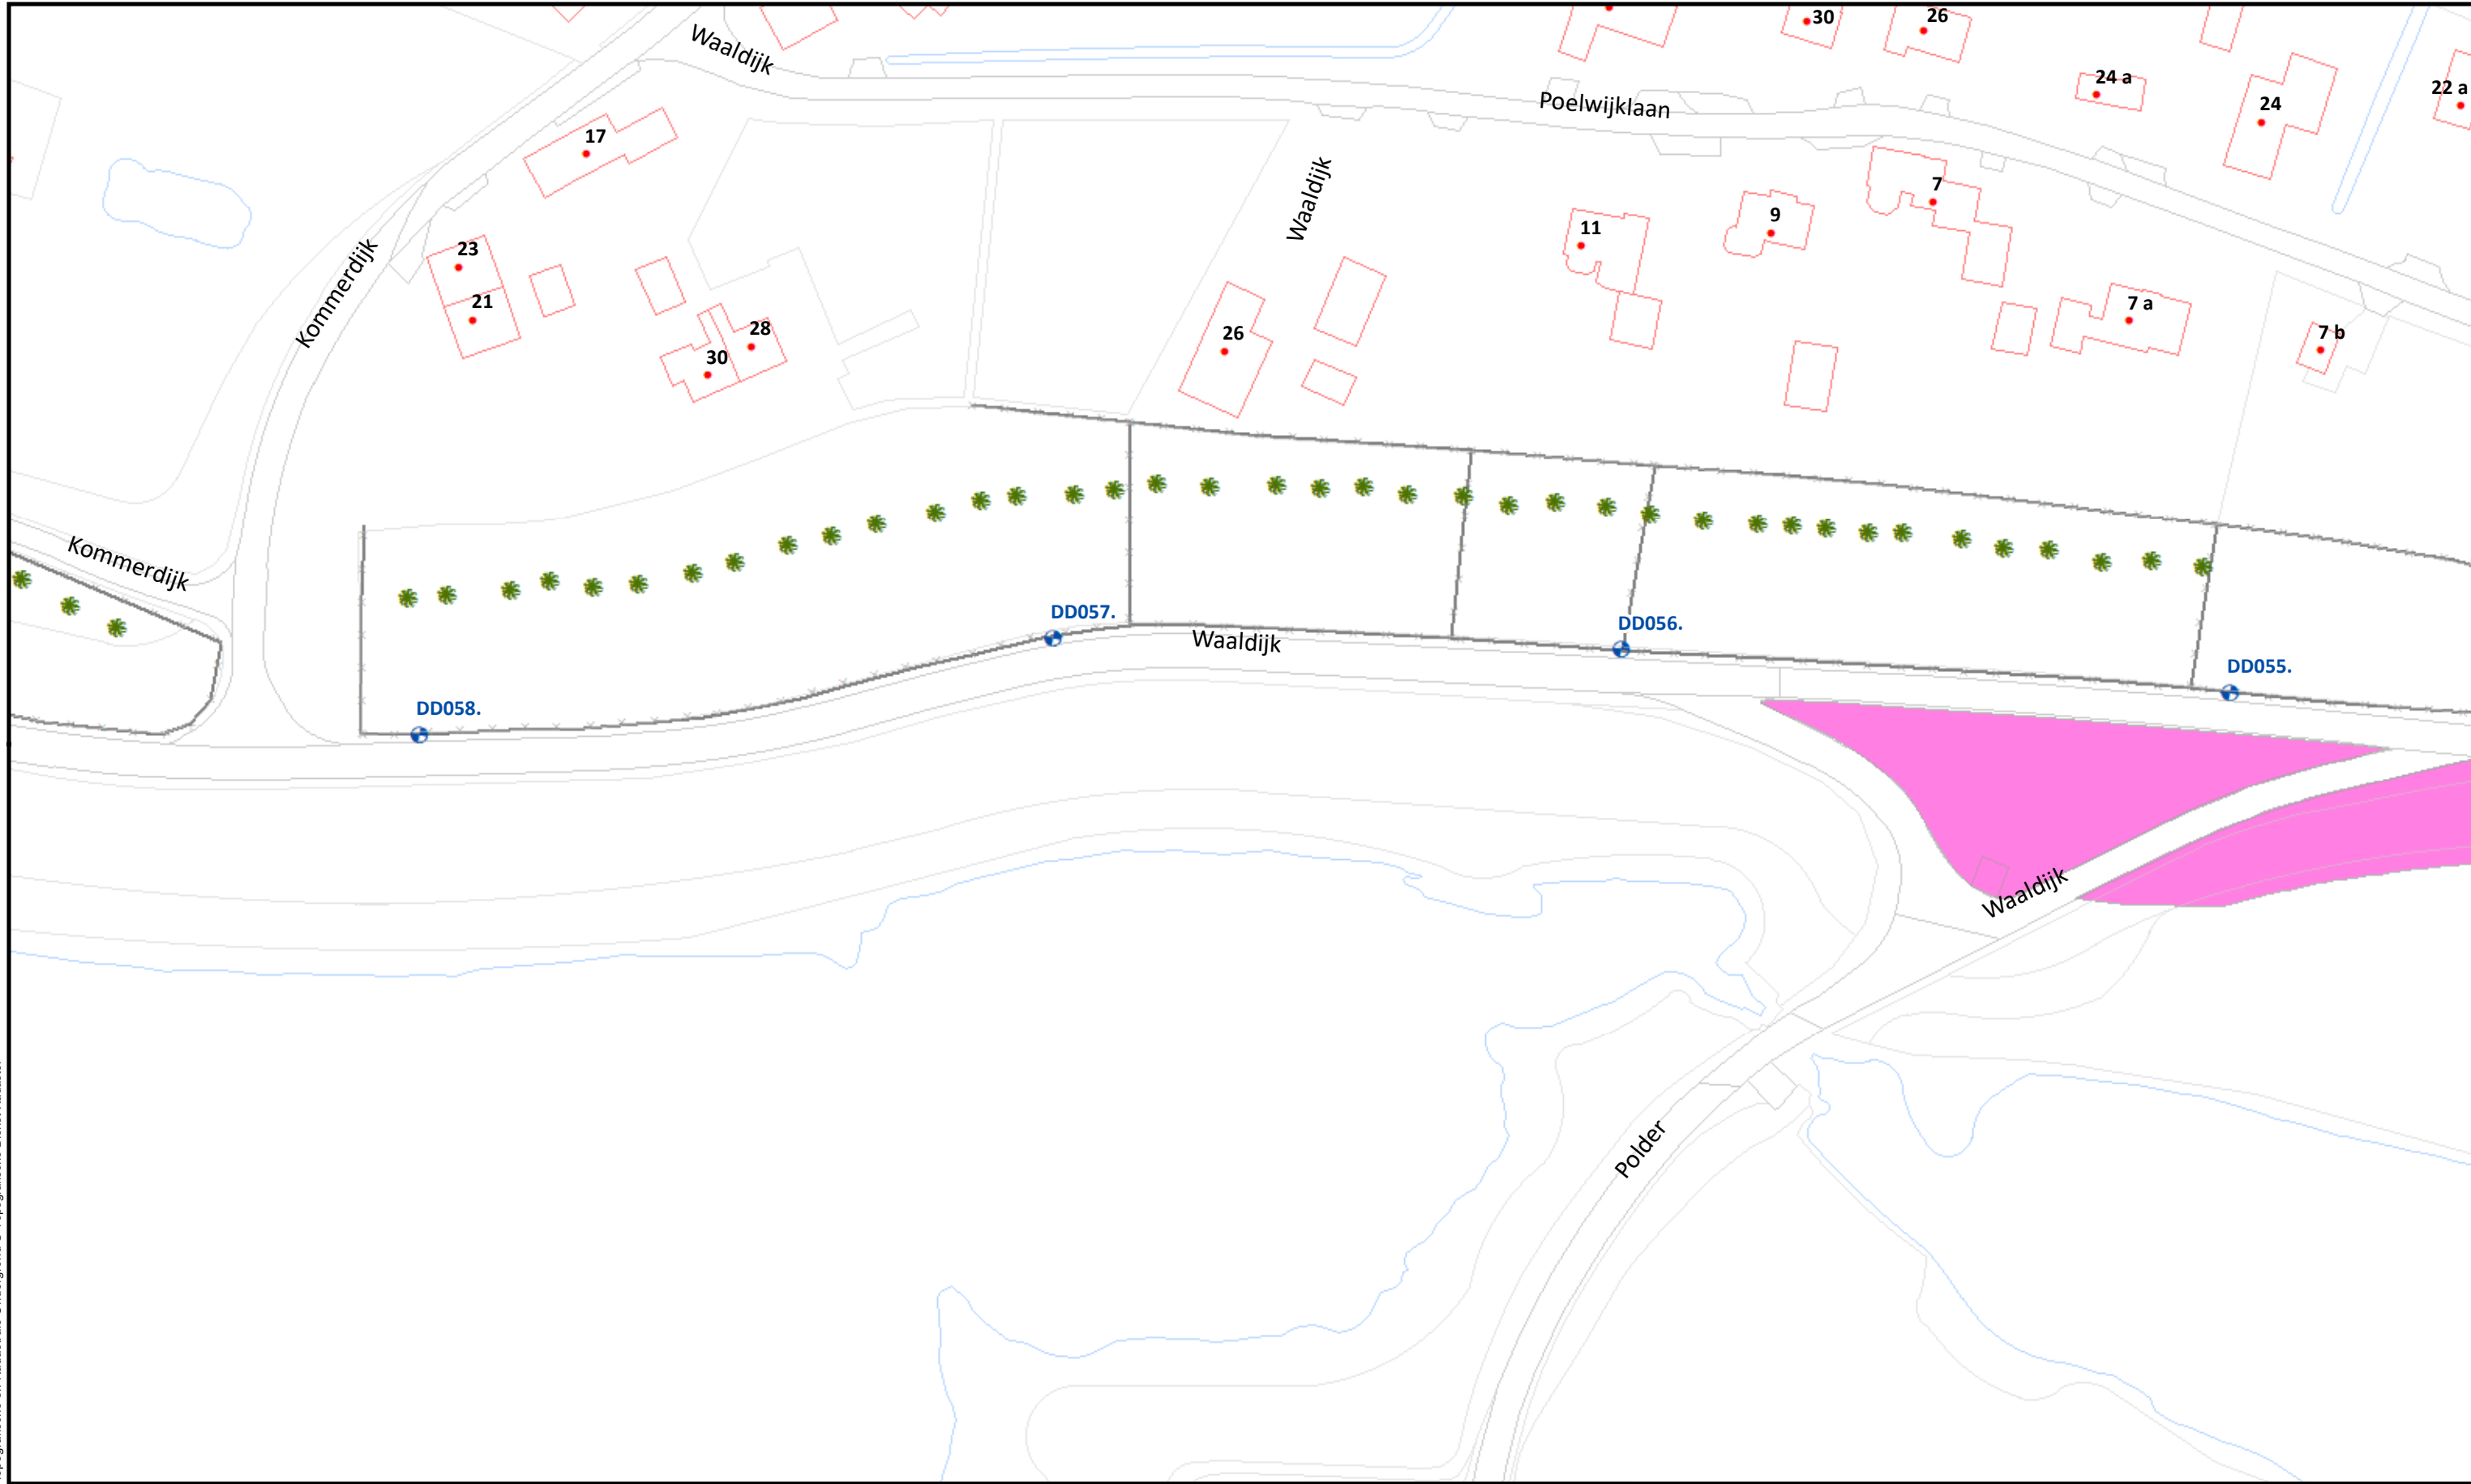 30
26
Waaldijk
24 a
22 a
24
Poelwijklaan
17
7
Waaldijk
9
11
23
Kommerdijk
21
7 a
28
26
7 b
30
Kommerdijk
DD057.
DD056.
Waaldijk
DD055.
DD058.
Waaldijk
Polder